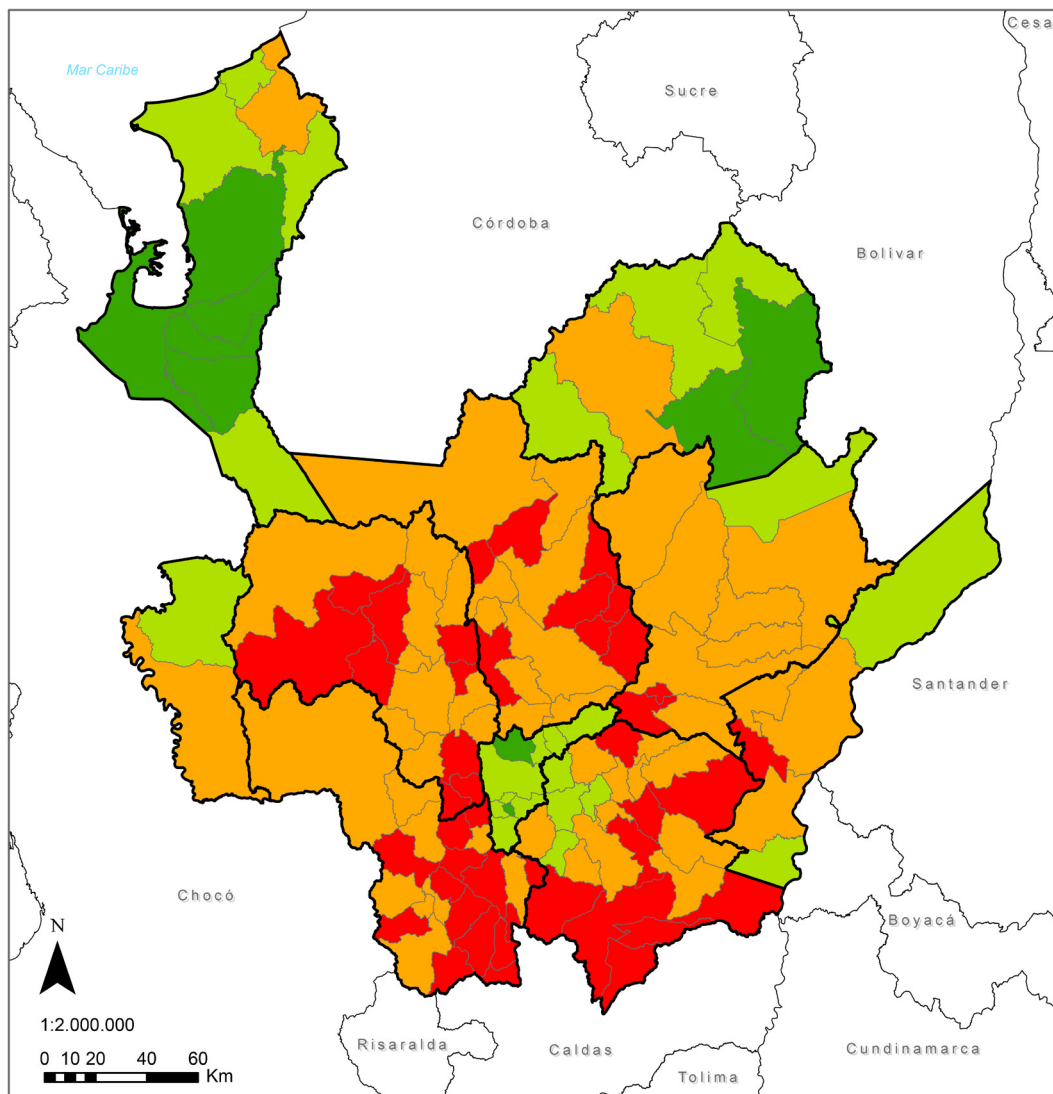 Cesa
Mar Caribe
Sucre
Córdoba
Bolívar
Santander
Chocó
Boyacá
N
1:2.000.000
0 10 20 40 60
Km
Risaralda
Caldas
Cundinamarca
Tolima